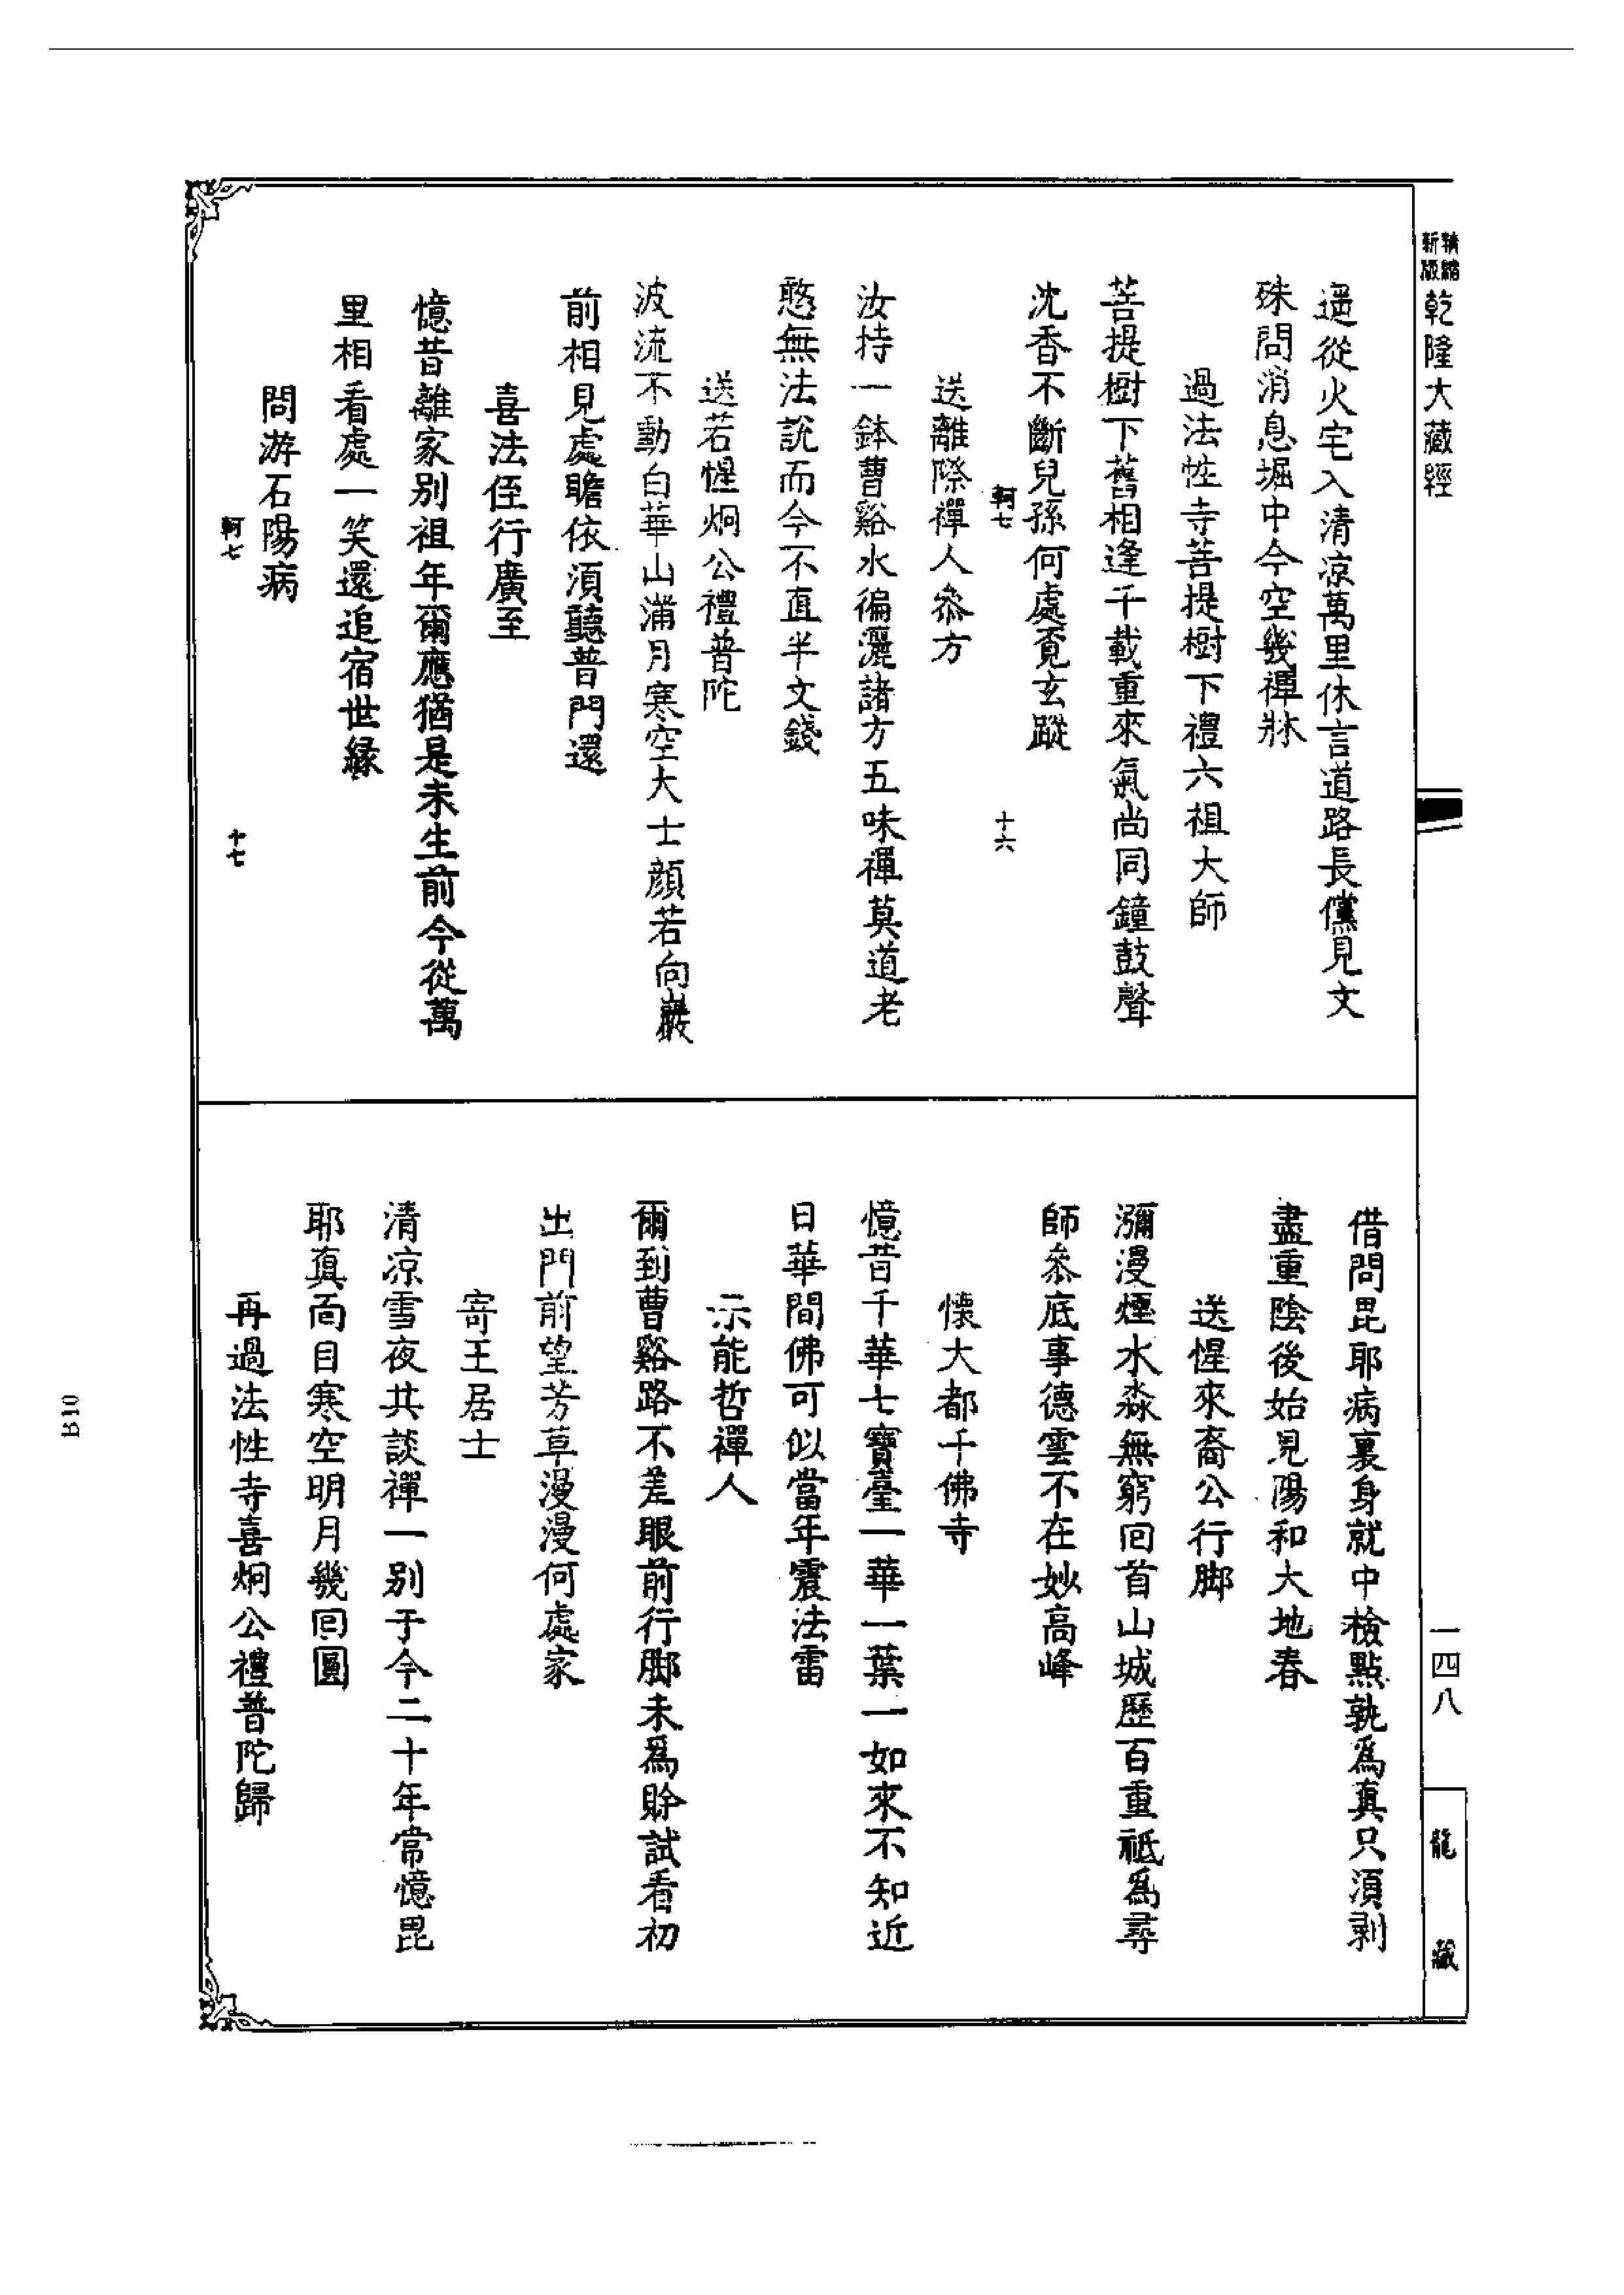 精縮新版乾隆大藏經
遥從火宅入清凉萬里休言道路長儻見文
殊問消息堀中今空幾禪牀
過法性寺菩提樹下禮六祖大師
菩提樹下舊相逢千載重來氣尚同鐘鼓聲
沈香不斷兒孫何處覓玄蹤
軻七 十六
送離際禪人叅方
汝持一鉢曹谿水徧灑諸方五味禪莫道老
憨無法說而今不直半文錢
送若惺炯公禮普陀
波流不動白華山滿月寒空大士顔若向巖
前相見處瞻依須聽普門還
喜法侄行廣至
憶昔離家別祖年爾應猶是未生前今從萬
里相看處一笑還追宿世緣
問游石陽病
軻七 十七
借問毘耶病裏身就中檢點孰為真只須剥
盡重陰後始見陽和大地春
送惺來裔公行脚
瀰漫煙水淼無窮回首山城歷百重祗為尋
師叅底事德雲不在妙高峰
懷大都千佛寺
憶昔千華七寶臺一華一葉一如來不知近
日華間佛可似當年震法雷
示能哲禪人
爾到曹谿路不差眼前行脚未為賒試看初
出門前望芳草漫漫何處家
寄王居士
清凉雪夜共談禪一別于今二十年常憶毘
耶真面目寒空明月幾回圓
再過法性寺喜炯公禮普陀歸
一四八
龍藏
B10